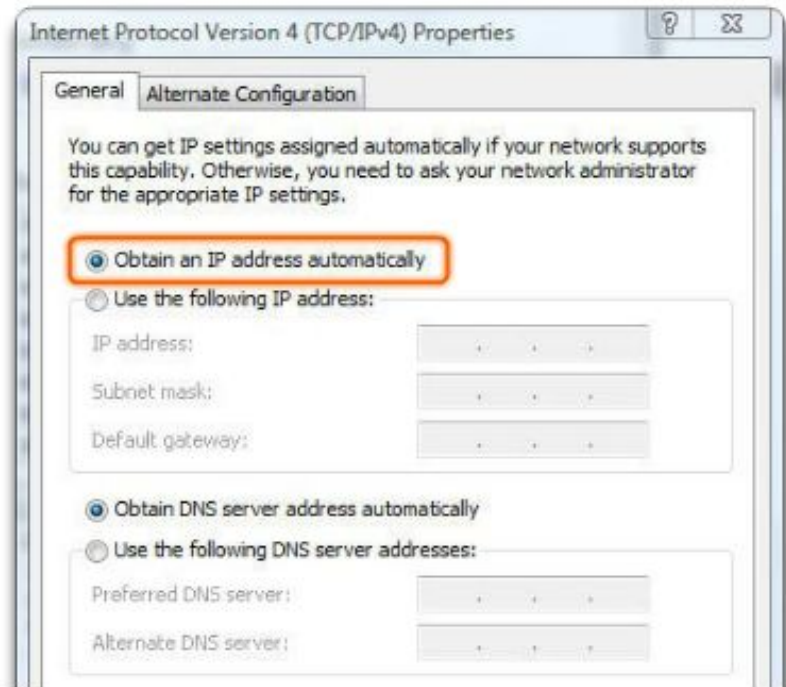 Internet Protocol Version 4 (TCP/IPv4) Properties
General
Alternate Configuration
You can get IP settings assigned automatically if your network supports
this capability. Otherwise, you need to ask your network administrator
for the appropriate IP settings.
Obtain an IP address automatically
Use the following IP address:
IP address:
Subnet mask:
Default gateway:
Obtain DNS server address automatically
Use the following DNS server addresses:
Preferred DNS server:
Alternate DNS server: